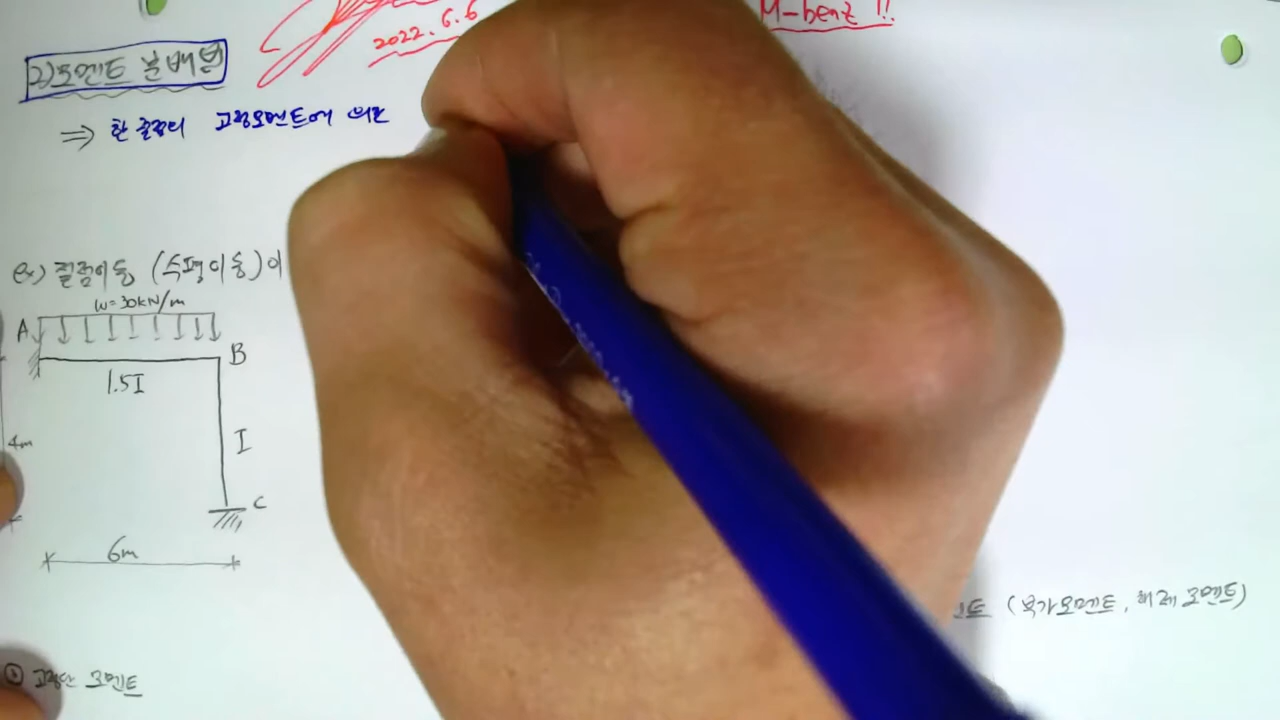 2022.6.6
M-benz !!
2) 모멘트 분배법
⇒ 한 절점의 고정모멘트에 의한
ex) 절점이동 (수평이동)이
w=30kN/m
A
B
1.5I
4m
I
C
6m
(부가모멘트, 해제모멘트)
① 고정단 모멘트